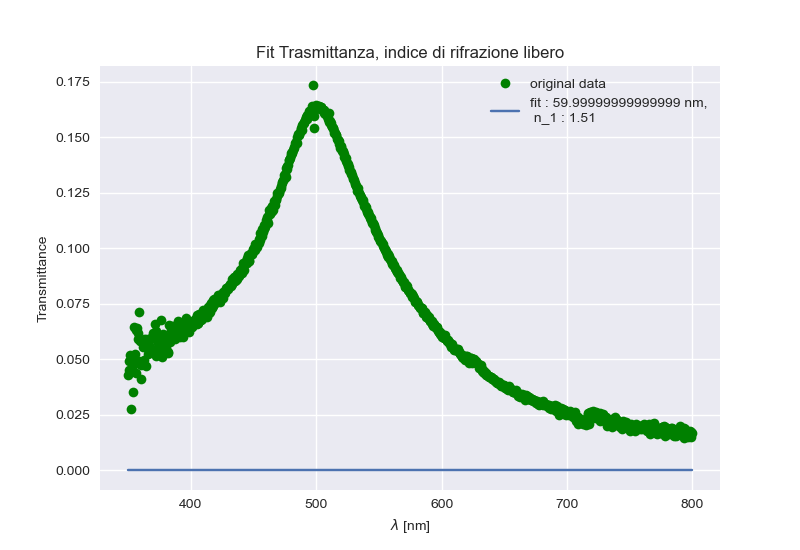 Fit Trasmittanza, indice di rifrazione libero
original data
fit : 59.99999999999999 nm,
n_1 : 1.51
0.175
0.150
0.125
0.100
0.075
0.050
0.025
0.000
Transmittance
400 500 600 700 800
λ [nm]